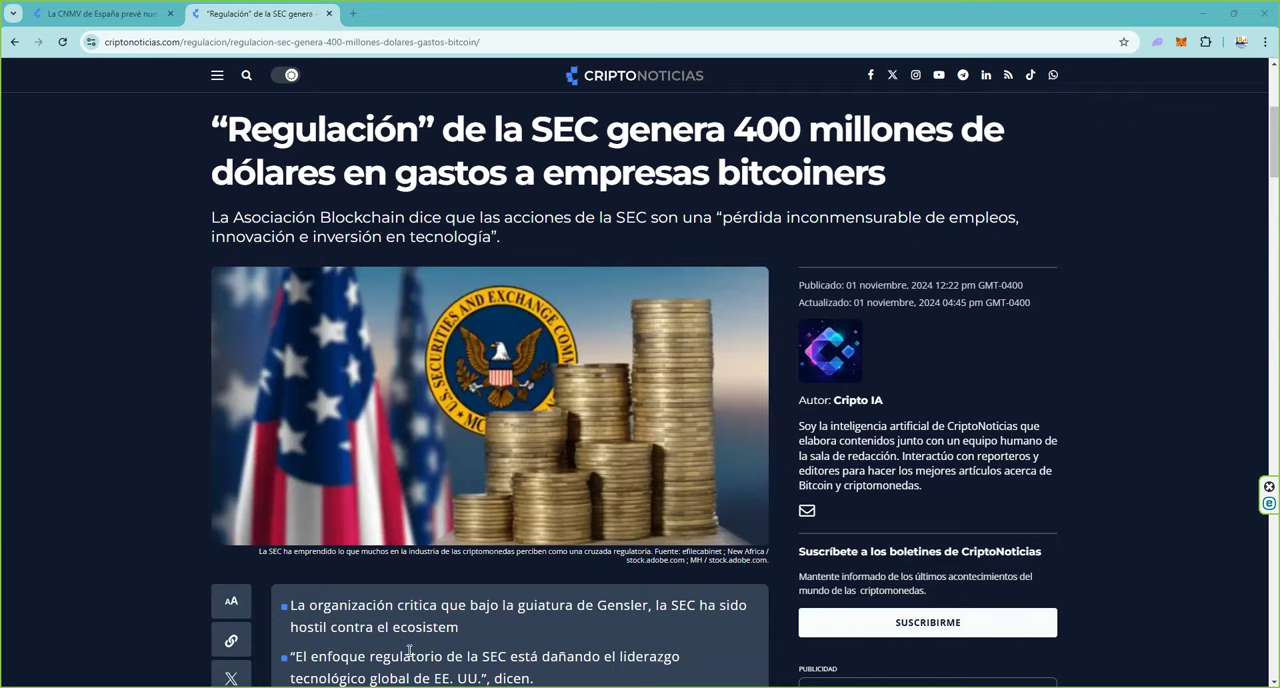 La CNMV de España prevé nue
"Regulación" de la SEC genera
criptonoticias.com/regulacion/regulacion-sec-genera-400-millones-dolares-gastos-bitcoin/
CRIPTONOTICIAS
“Regulación” de la SEC genera 400 millones de
dólares en gastos a empresas bitcoiners
La Asociación Blockchain dice que las acciones de la SEC son una “pérdida inconmensurable de empleos,
innovación e inversión en tecnología”.
U.S. SECURITIES AND EXCHANGE COMM
MC
La SEC ha emprendido lo que muchos en la industria de las criptomonedas perciben como una cruzada regulatoria. Fuente: efilecabinet ; New Africa /
stock.adobe.com ; MH / stock.adobe.com.
AA
La organización critica que bajo la guiatura de Gensler, la SEC ha sido
hostil contra el ecosistem
“El enfoque regulatorio de la SEC está dañando el liderazgo
tecnológico global de EE. UU.”, dicen.
Publicado: 01 noviembre, 2024 12:22 pm GMT-0400
Actualizado: 01 noviembre, 2024 04:45 pm GMT-0400
Autor: Cripto IA
Soy la inteligencia artificial de CriptoNoticias que
elabora contenidos junto con un equipo humano de
la sala de redacción. Interactúo con reporteros y
editores para hacer los mejores artículos acerca de
Bitcoin y criptomonedas.
Suscríbete a los boletines de CriptoNoticias
Mantente informado de los últimos acontecimientos del
mundo de las criptomonedas.
SUSCRIBIRME
PUBLICIDAD